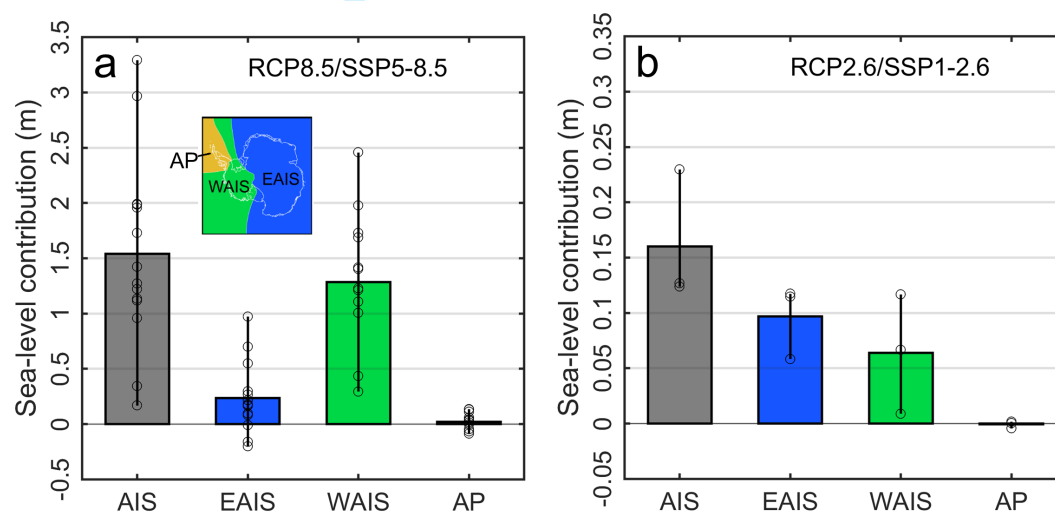 a
RCP8.5/SSP5-8.5
Sea-level contribution (m)
3.5
3
2.5
2
1.5
1
0.5
0
-0.5
AP
WAIS
EAIS
AIS
EAIS
WAIS
AP
b
RCP2.6/SSP1-2.6
Sea-level contribution (m)
0.35
0.3
0.25
0.2
0.15
0.1
0.05
0
-0.05
AIS
EAIS
WAIS
AP